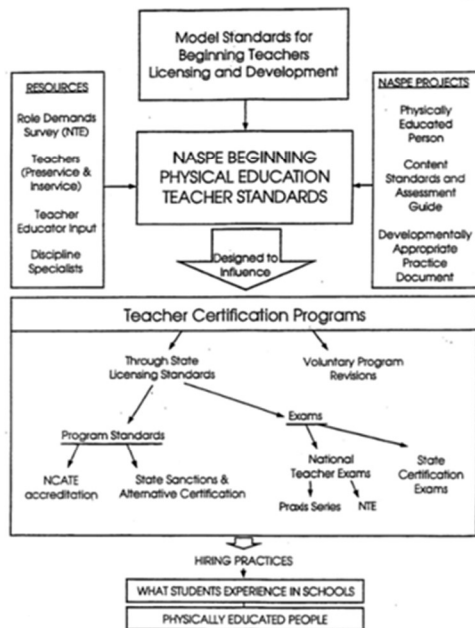 Model Standards for
Beginning Teachers
Licensing and Development
RESOURCES
Role Demands
Survey (NTE)
Teachers
(Preservice &
Inservice)
Teacher
Educator Input
Discipline
Specialists
NASPE BEGINNING
PHYSICAL EDUCATION
TEACHER STANDARDS
NASPE PROJECTS
Physically
Educated
Person
Content
Standards and
Assessment
Guide
Developmentally
Appropriate
Practice
Document
Designed to
Influence
Teacher Certification Programs
Through State
Licensing Standards
Voluntary Program
Revisions
Program Standards
Exams
NCATE
accreditation
State Sanctions &
Alternative Certification
National
Teacher Exams
State
Certification
Exams
Praxis Series
NTE
HIRING PRACTICES
WHAT STUDENTS EXPERIENCE IN SCHOOLS
PHYSICALLY EDUCATED PEOPLE